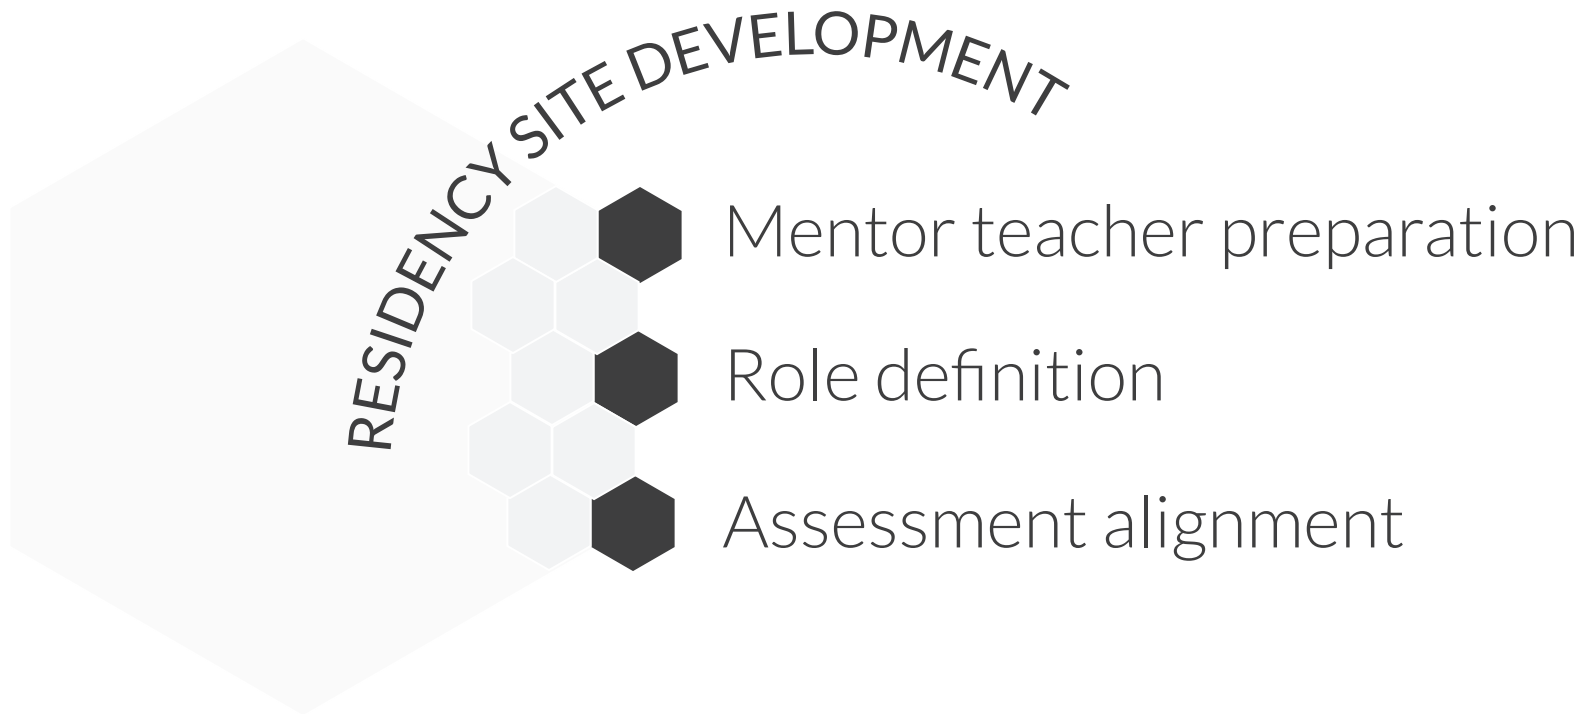 RESIDENCY SITE DEVELOPMENT
Mentor teacher preparation
Role definition
Assessment alignment